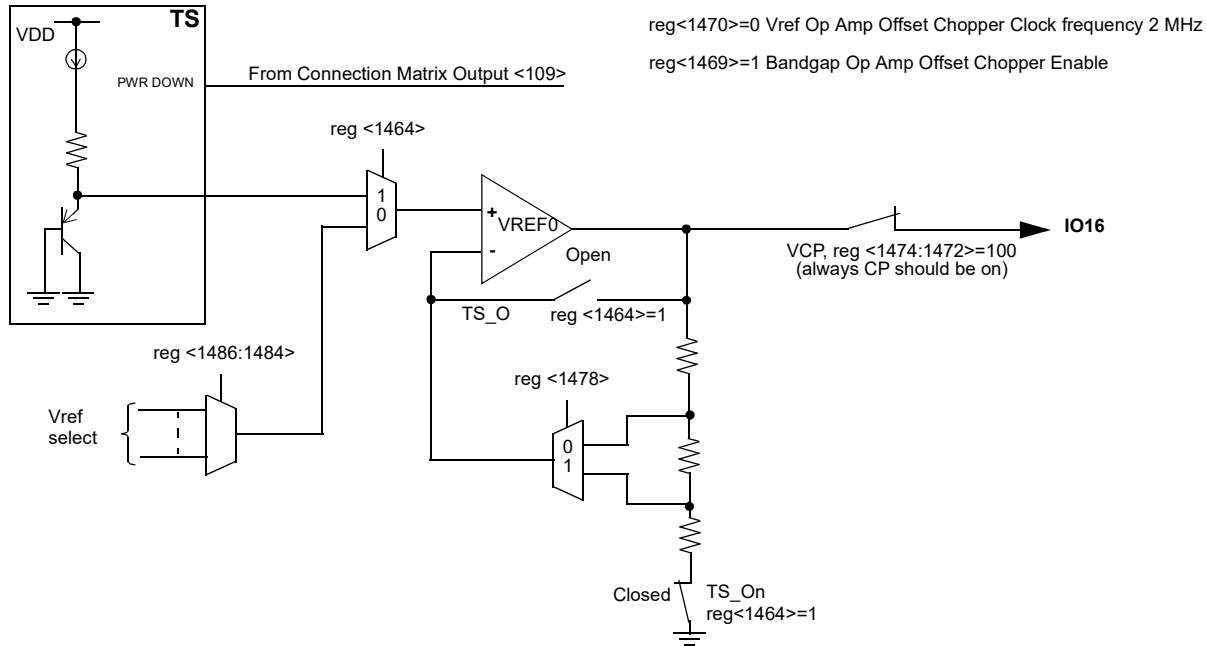 TS
VDD
PWR DOWN
From Connection Matrix Output <109>
reg<1470>=0 Vref Op Amp Offset Chopper Clock frequency 2 MHz
reg<1469>=1 Bandgap Op Amp Offset Chopper Enable
reg <1464>
1
0
+
VREF0
-
Open
IO16
VCP, reg <1474:1472>=100
(always CP should be on)
TS_O
reg <1464>=1
reg <1486:1484>
reg <1478>
Vref
select
0
1
Closed
TS_On
reg<1464>=1